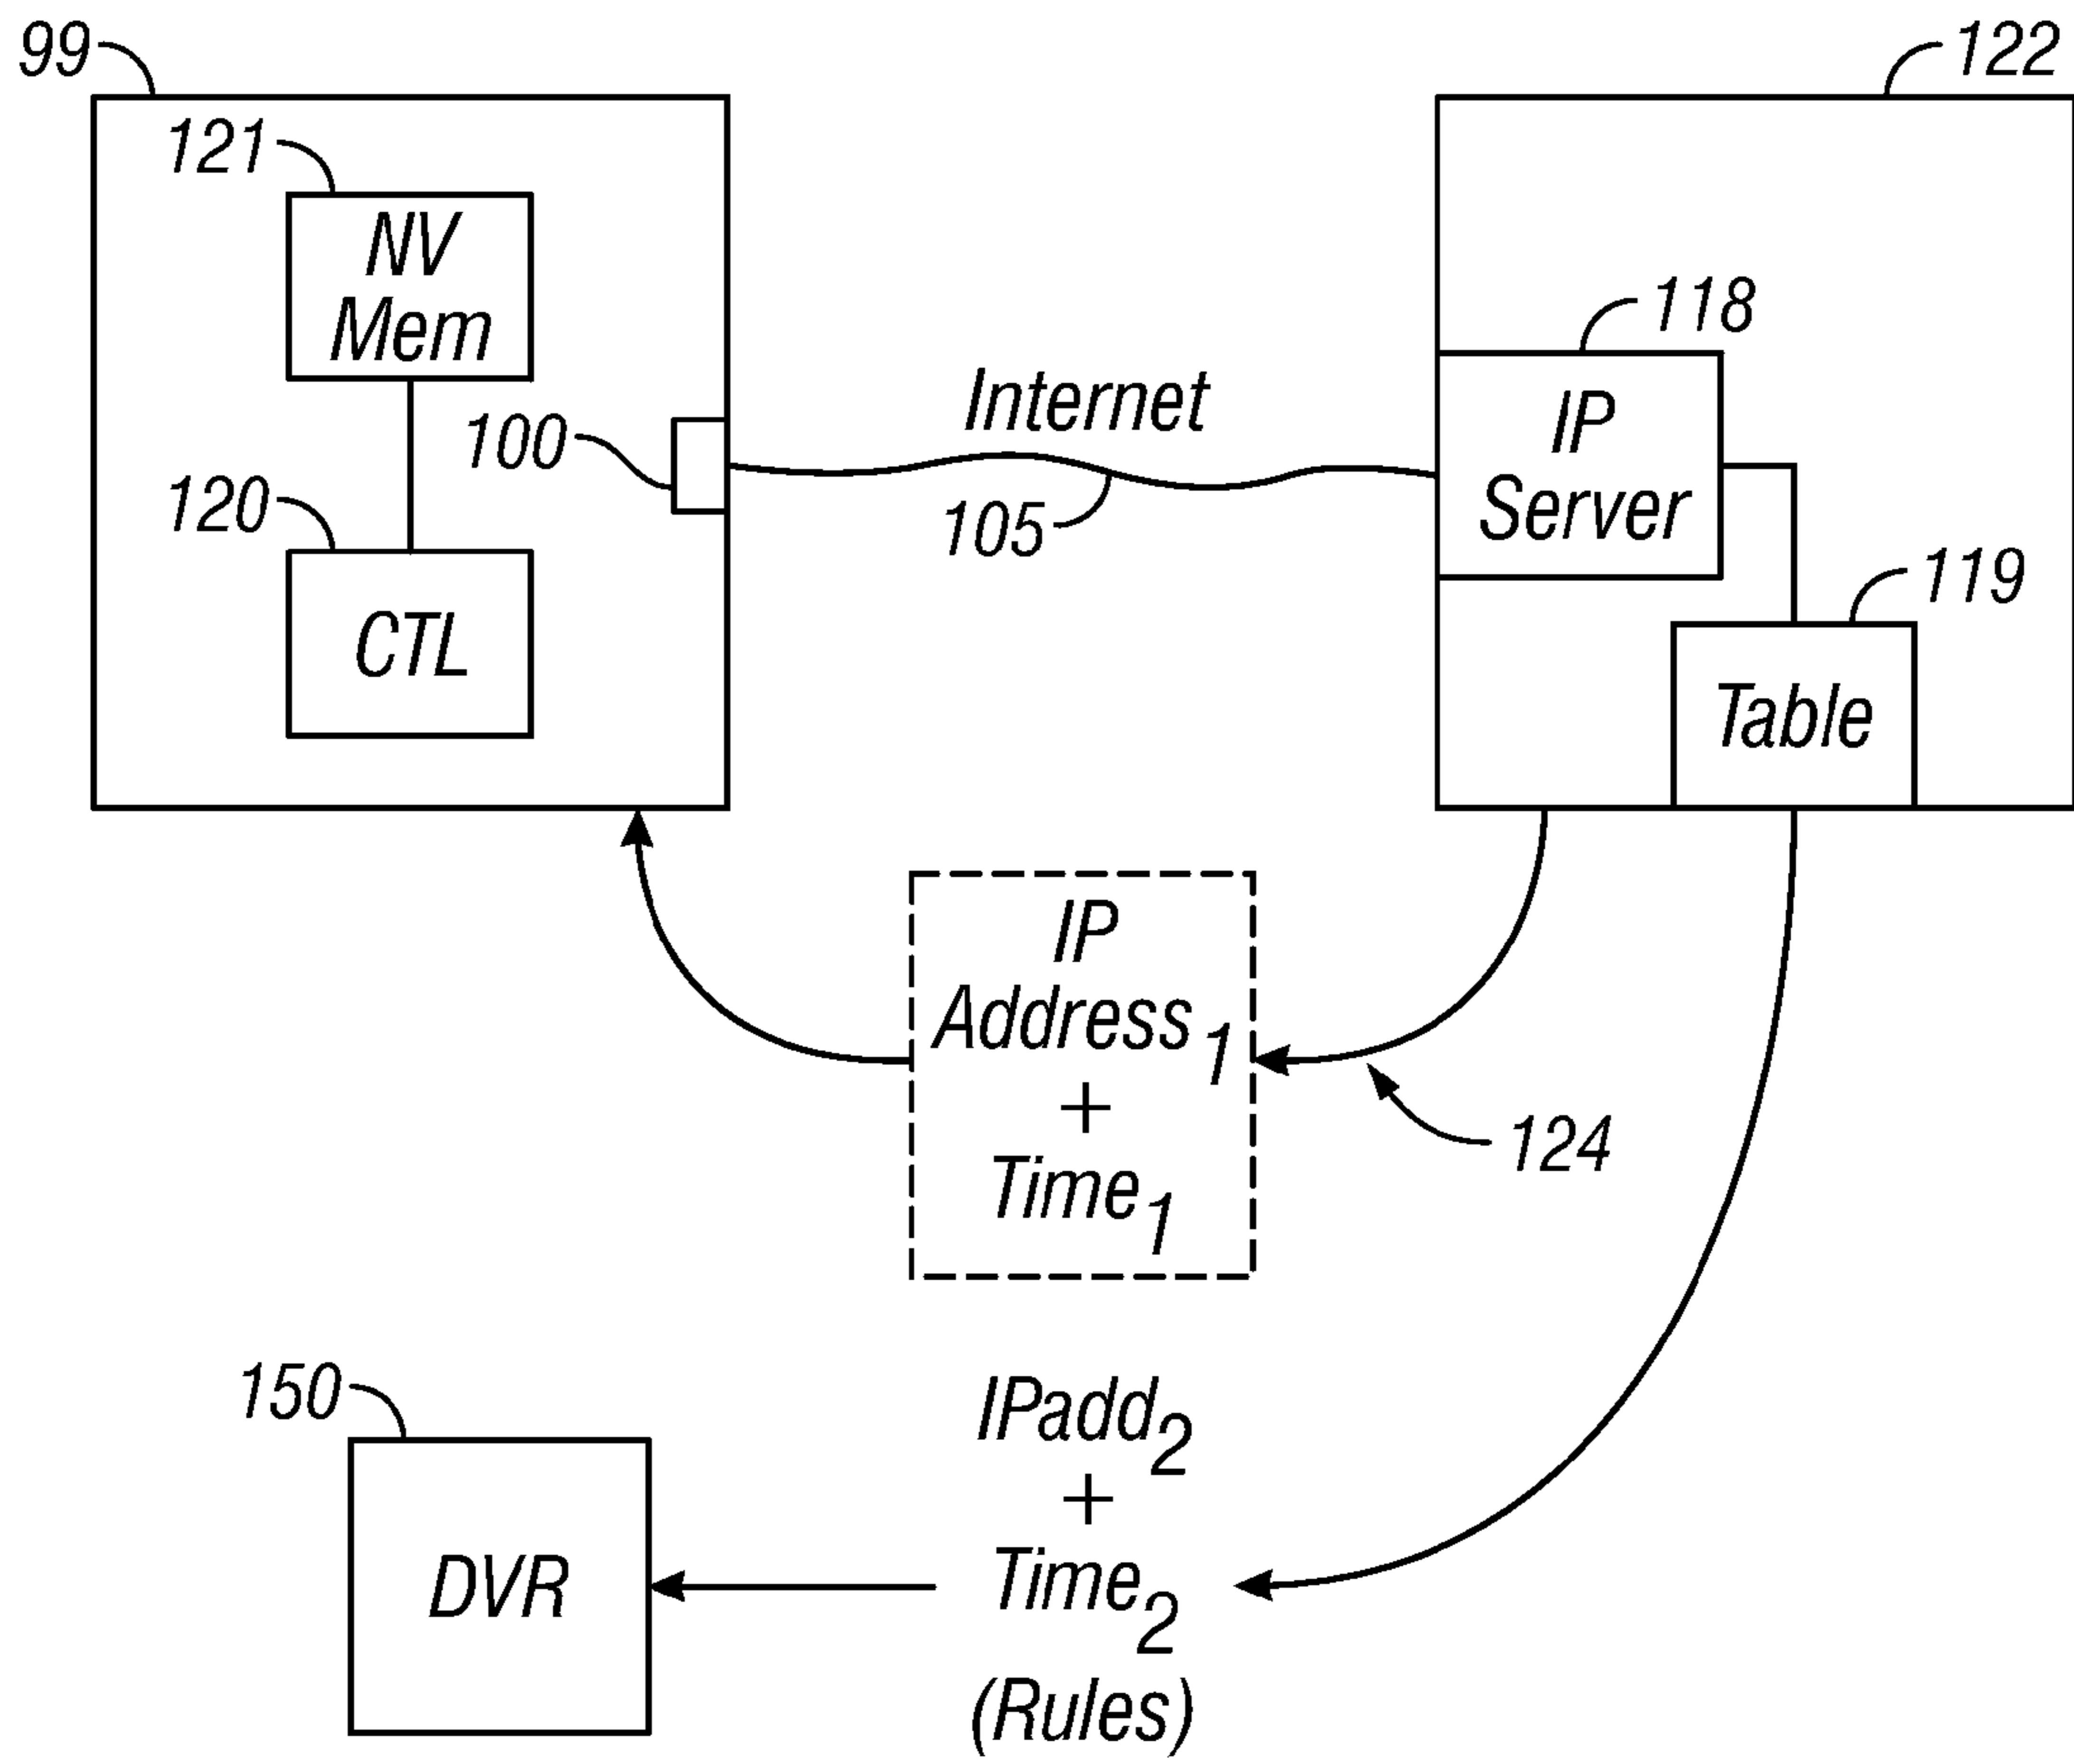 99
122
121
NV
Mem
118
100
Internet
IP
Server
120
105
119
CTL
Table
IP
Address1
+
Time1
124
150
IPadd2
+
DVR
Time2
(Rules)